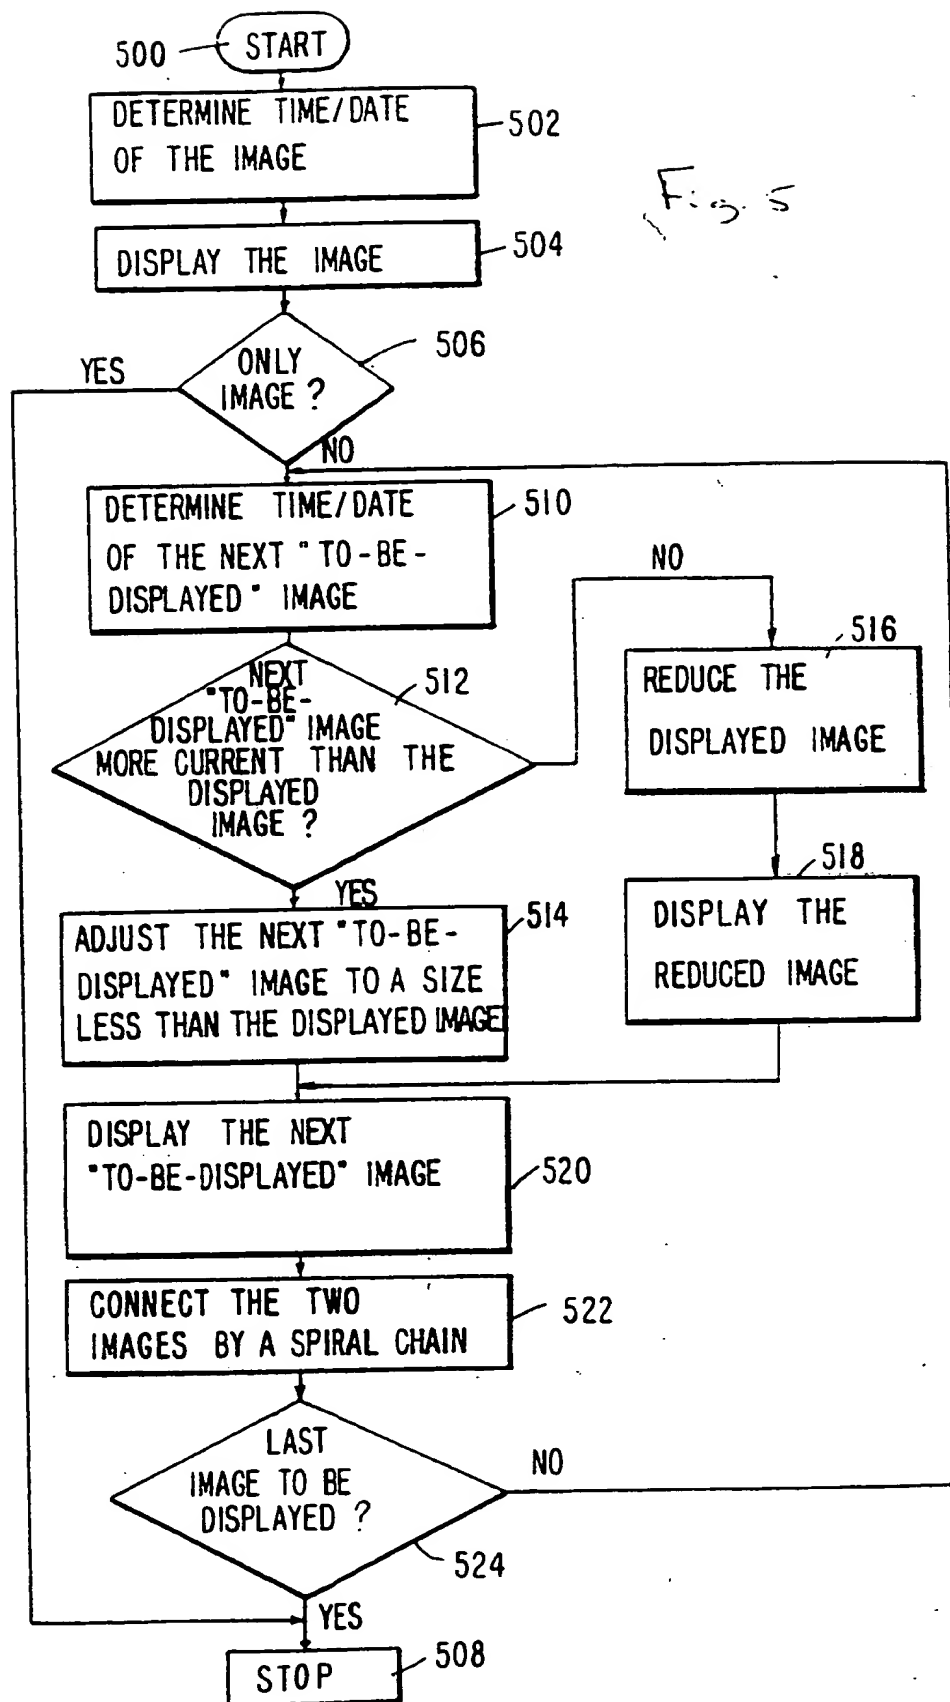 500
START
DETERMINE TIME/DATE
OF THE IMAGE
502
Fig. 5
DISPLAY THE IMAGE
504
ONLY
IMAGE ?
506
YES
NO
DETERMINE TIME/DATE
OF THE NEXT "TO-BE-
DISPLAYED" IMAGE
510
NO
NEXT
"TO-BE-
DISPLAYED" IMAGE
MORE CURRENT THAN THE
DISPLAYED
IMAGE ?
512
516
REDUCE THE
DISPLAYED IMAGE
518
DISPLAY THE
REDUCED IMAGE
YES
ADJUST THE NEXT "TO-BE-
DISPLAYED" IMAGE TO A SIZE
LESS THAN THE DISPLAYED IMAGE
514
DISPLAY THE NEXT
"TO-BE-DISPLAYED" IMAGE
520
CONNECT THE TWO
IMAGES BY A SPIRAL CHAIN
522
LAST
IMAGE TO BE
DISPLAYED ?
NO
524
YES
STOP
508